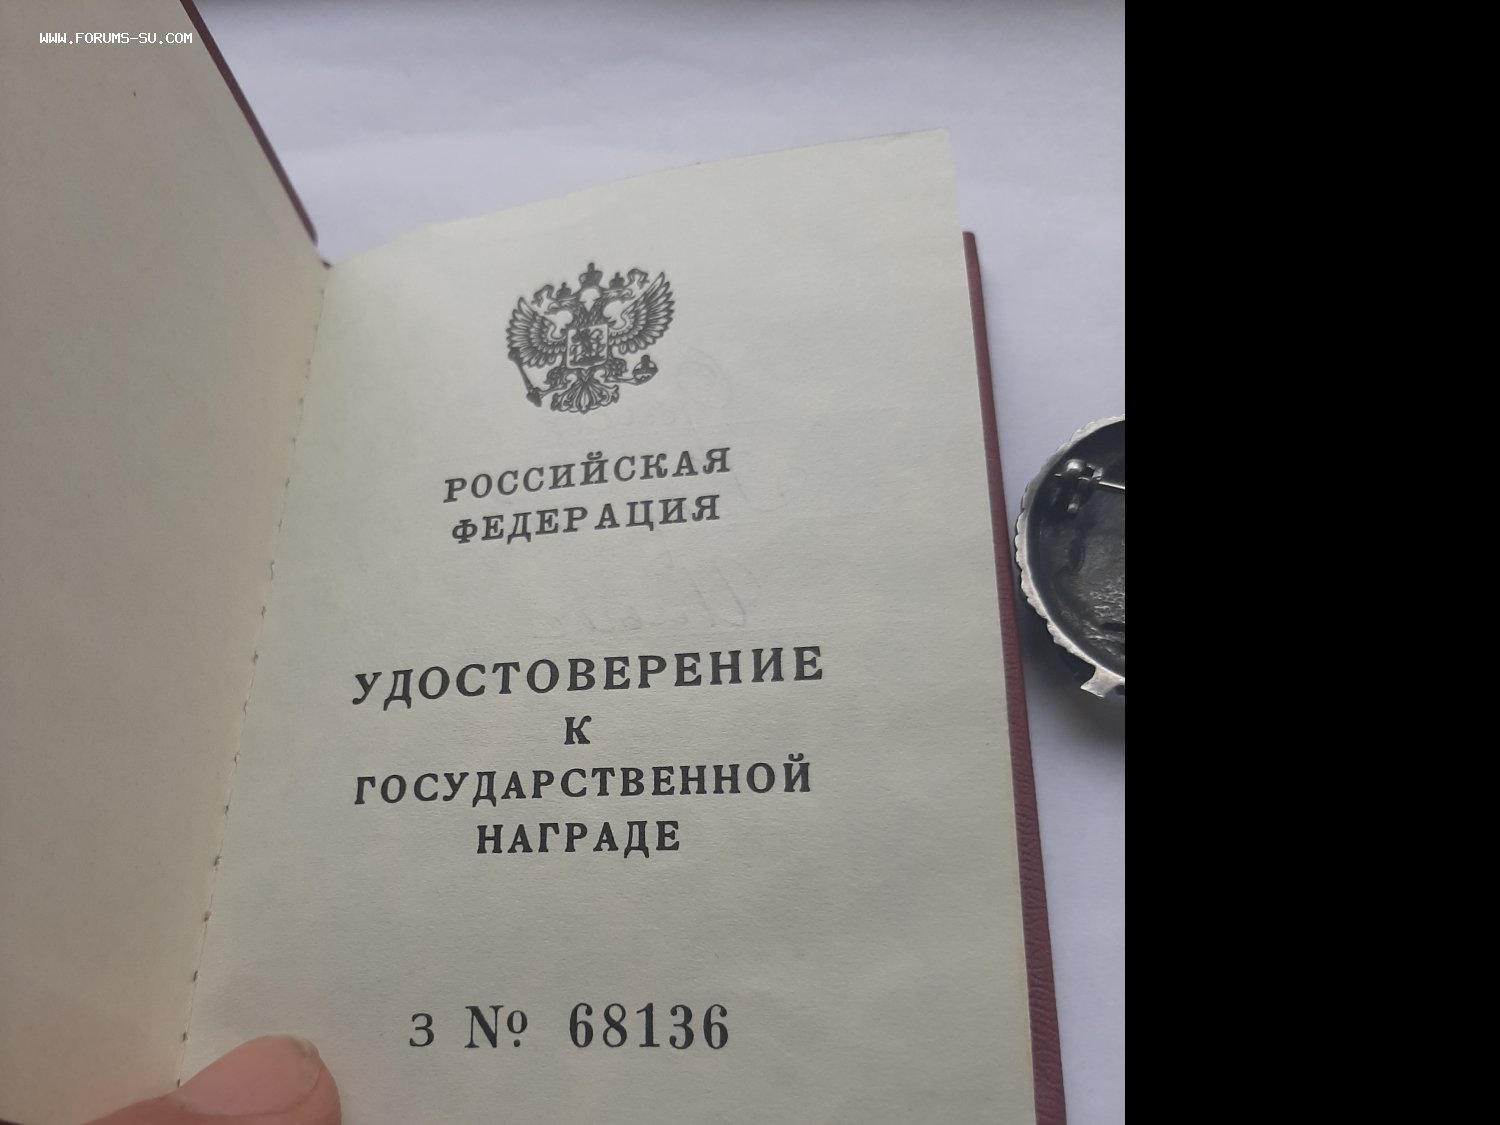 WWW.FORUMS-SU.COM
РОССИЙСКАЯ
ФЕДЕРАЦИЯ
УДОСТОВЕРЕНИЕ
К
ГОСУДАРСТВЕННОЙ
НАГРАДЕ
З № 68136